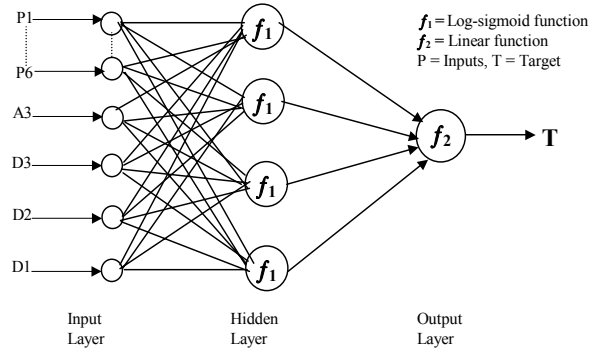 P1
P6
A3
D3
D2
D1
f1
f1
f1
f1
f2
T
f1 = Log-sigmoid function
f2 = Linear function
P = Inputs, T = Target
Input
Layer
Hidden
Layer
Output
Layer